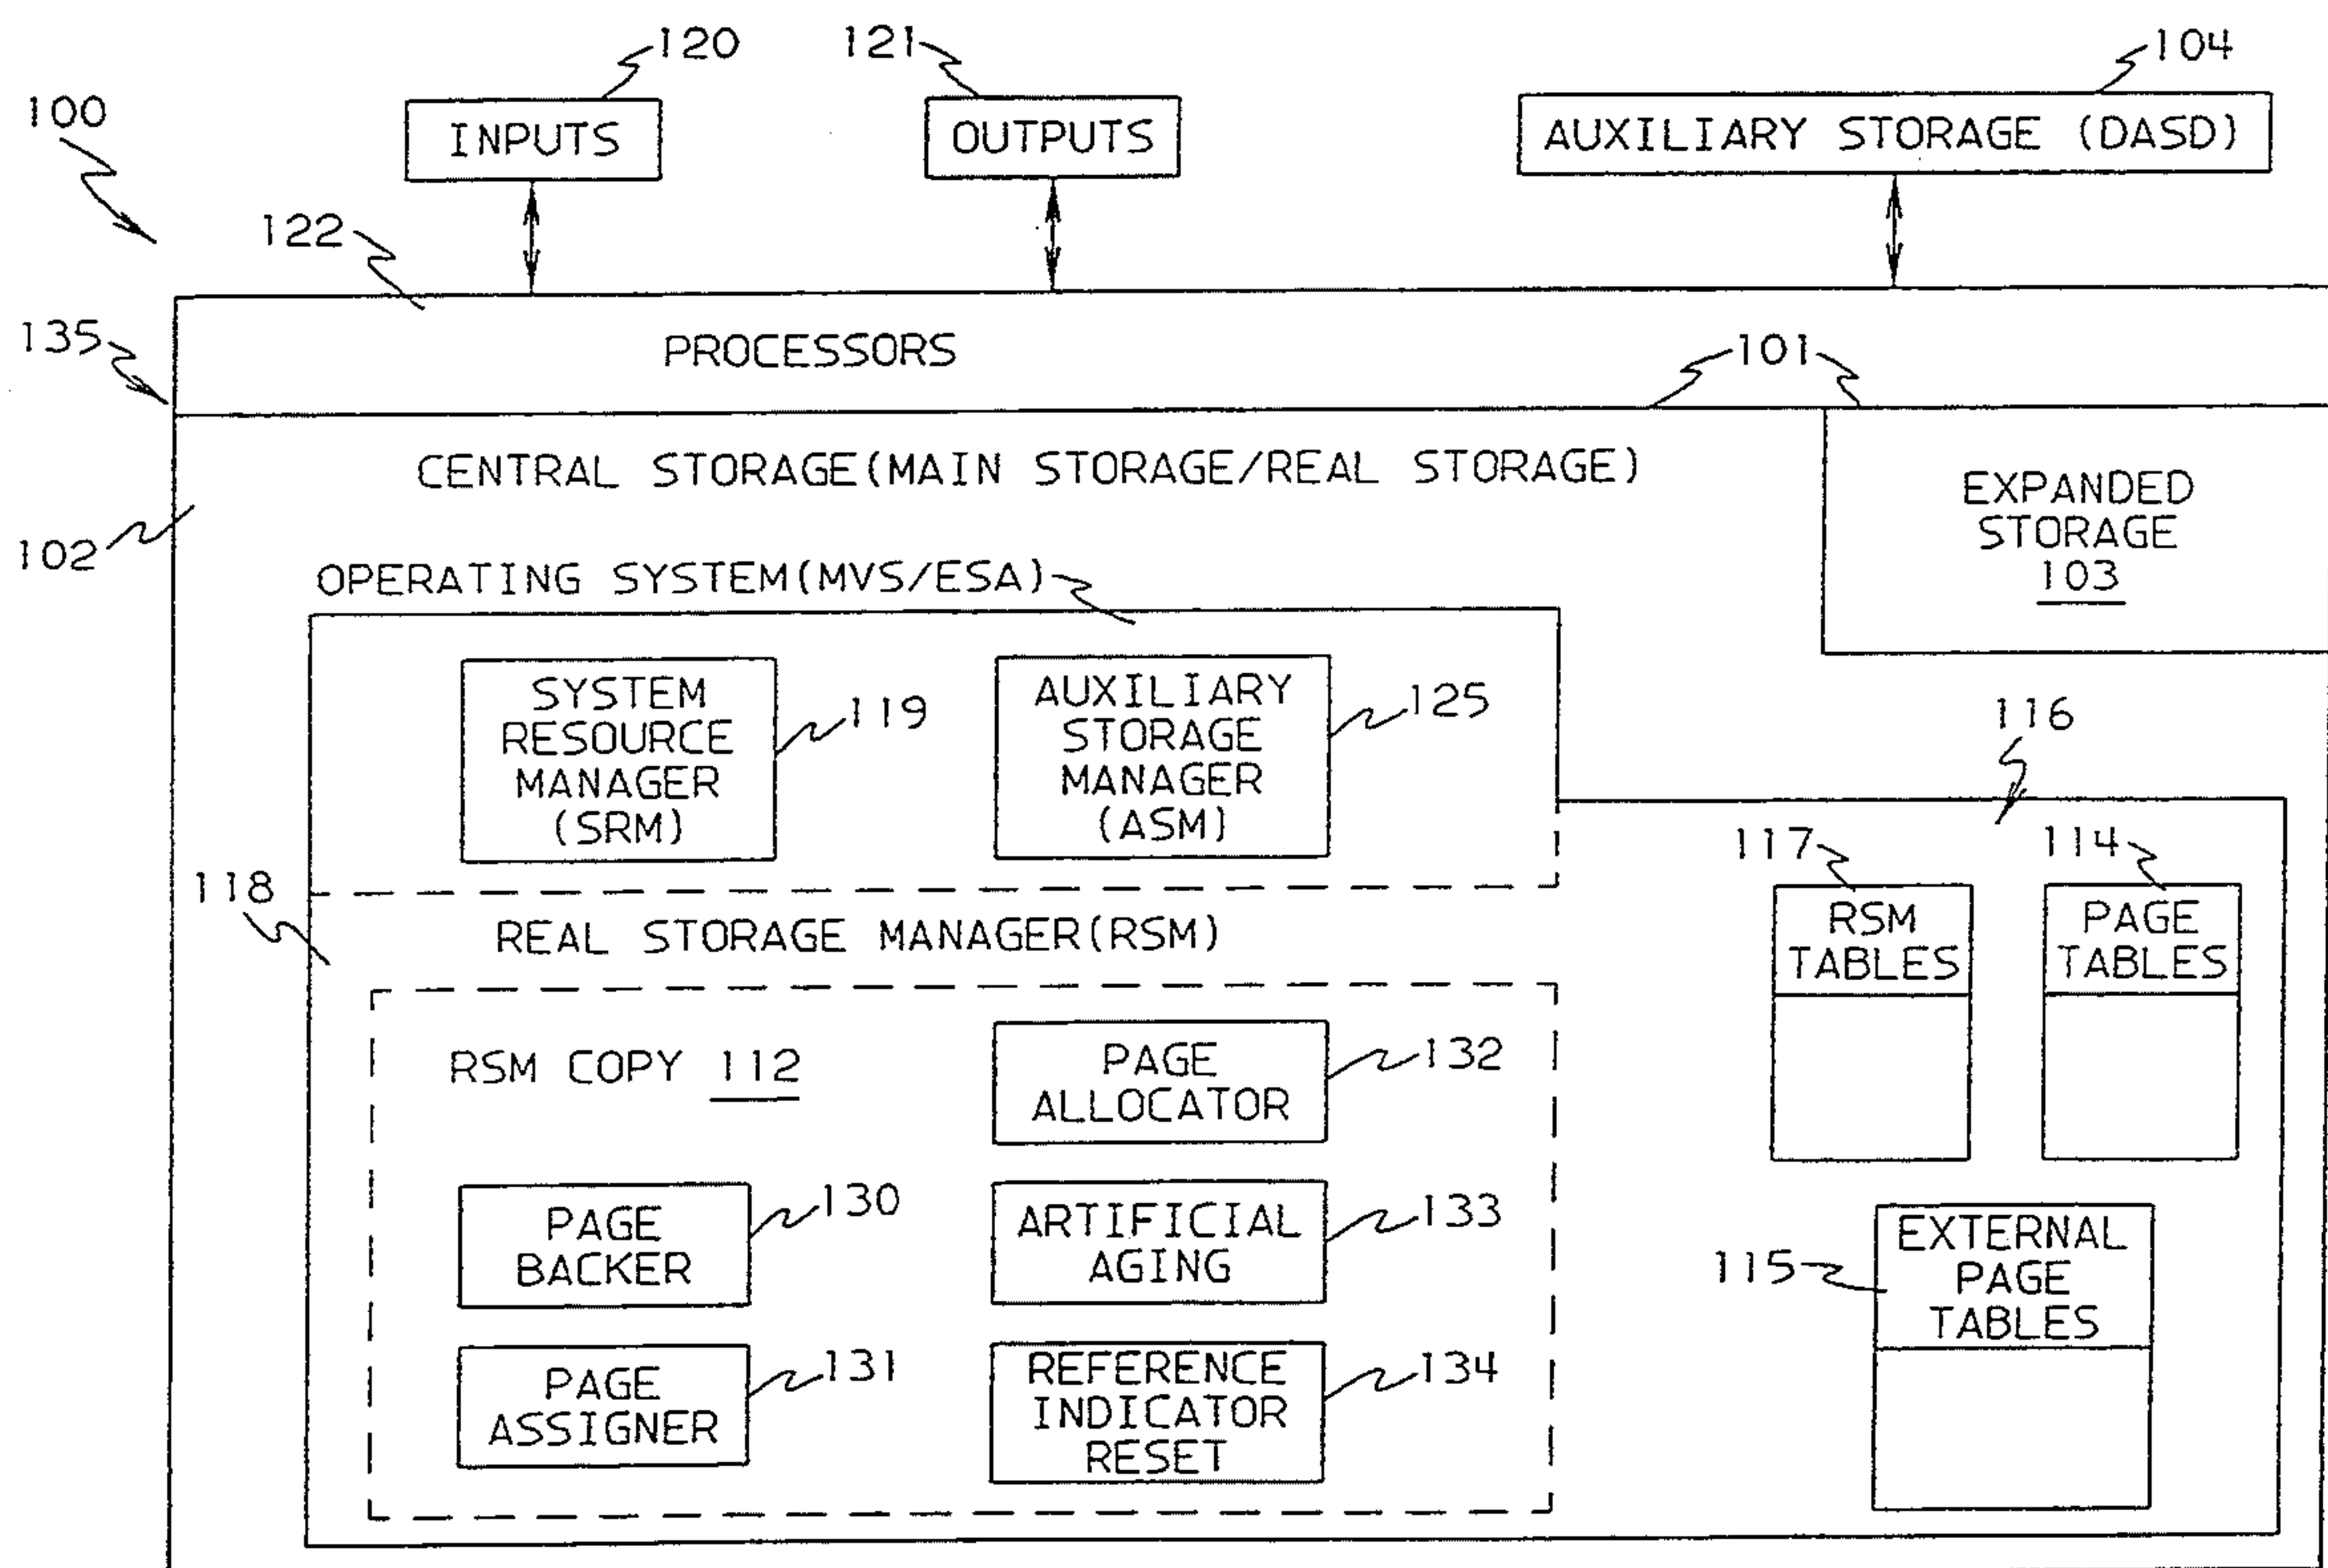 120
121
104
100
INPUTS
OUTPUTS
AUXILIARY STORAGE (DASD)
122
135
PROCESSORS
101
CENTRAL STORAGE(MAIN STORAGE/REAL STORAGE)
EXPANDED
STORAGE
103
102
OPERATING SYSTEM(MVS/ESA)
SYSTEM
RESOURCE
MANAGER
(SRM)
119
AUXILIARY
STORAGE
MANAGER
(ASM)
125
116
117
114
118
REAL STORAGE MANAGER(RSM)
RSM
TABLES
PAGE
TABLES
RSM COPY 112
PAGE
ALLOCATOR
132
PAGE
BACKER
130
ARTIFICIAL
AGING
133
EXTERNAL
PAGE
TABLES
115
PAGE
ASSIGNER
131
REFERENCE
INDICATOR
RESET
134